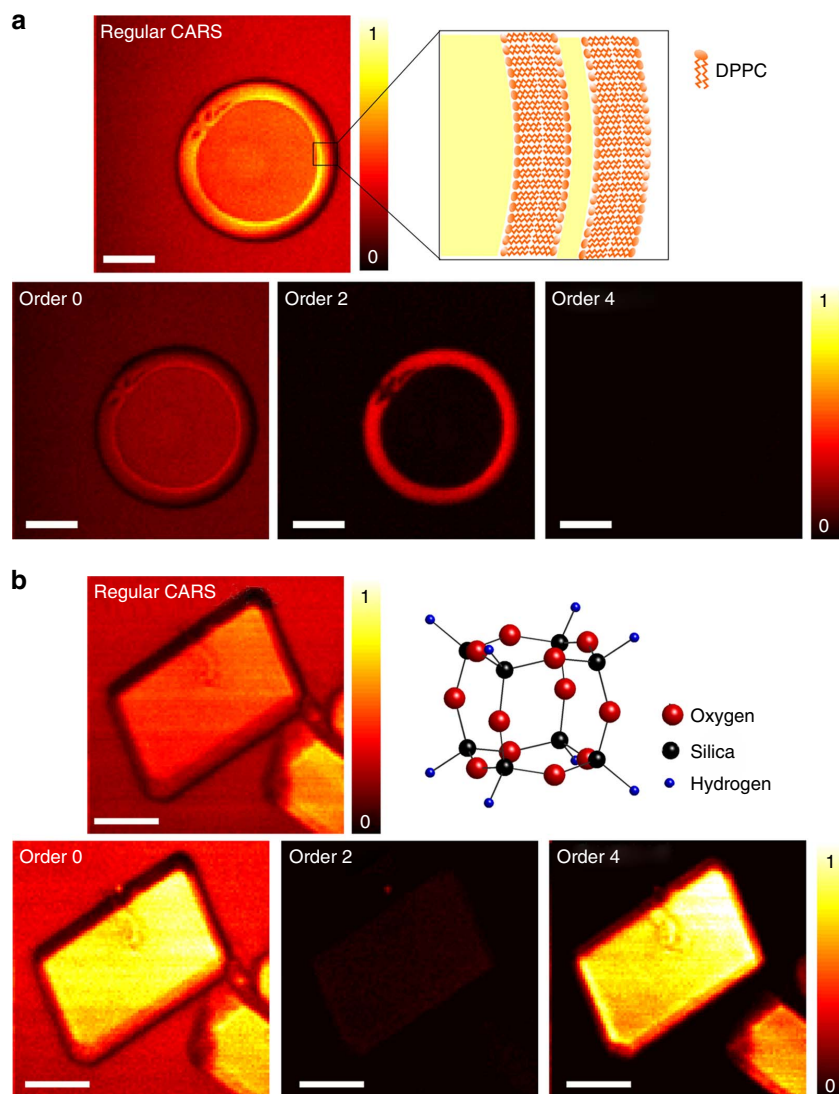 a
Regular CARS
1
0
DPPC
Order 0
Order 2
Order 4
1
0
b
Regular CARS
1
0
Oxygen
Silica
Hydrogen
Order 0
Order 2
Order 4
1
0